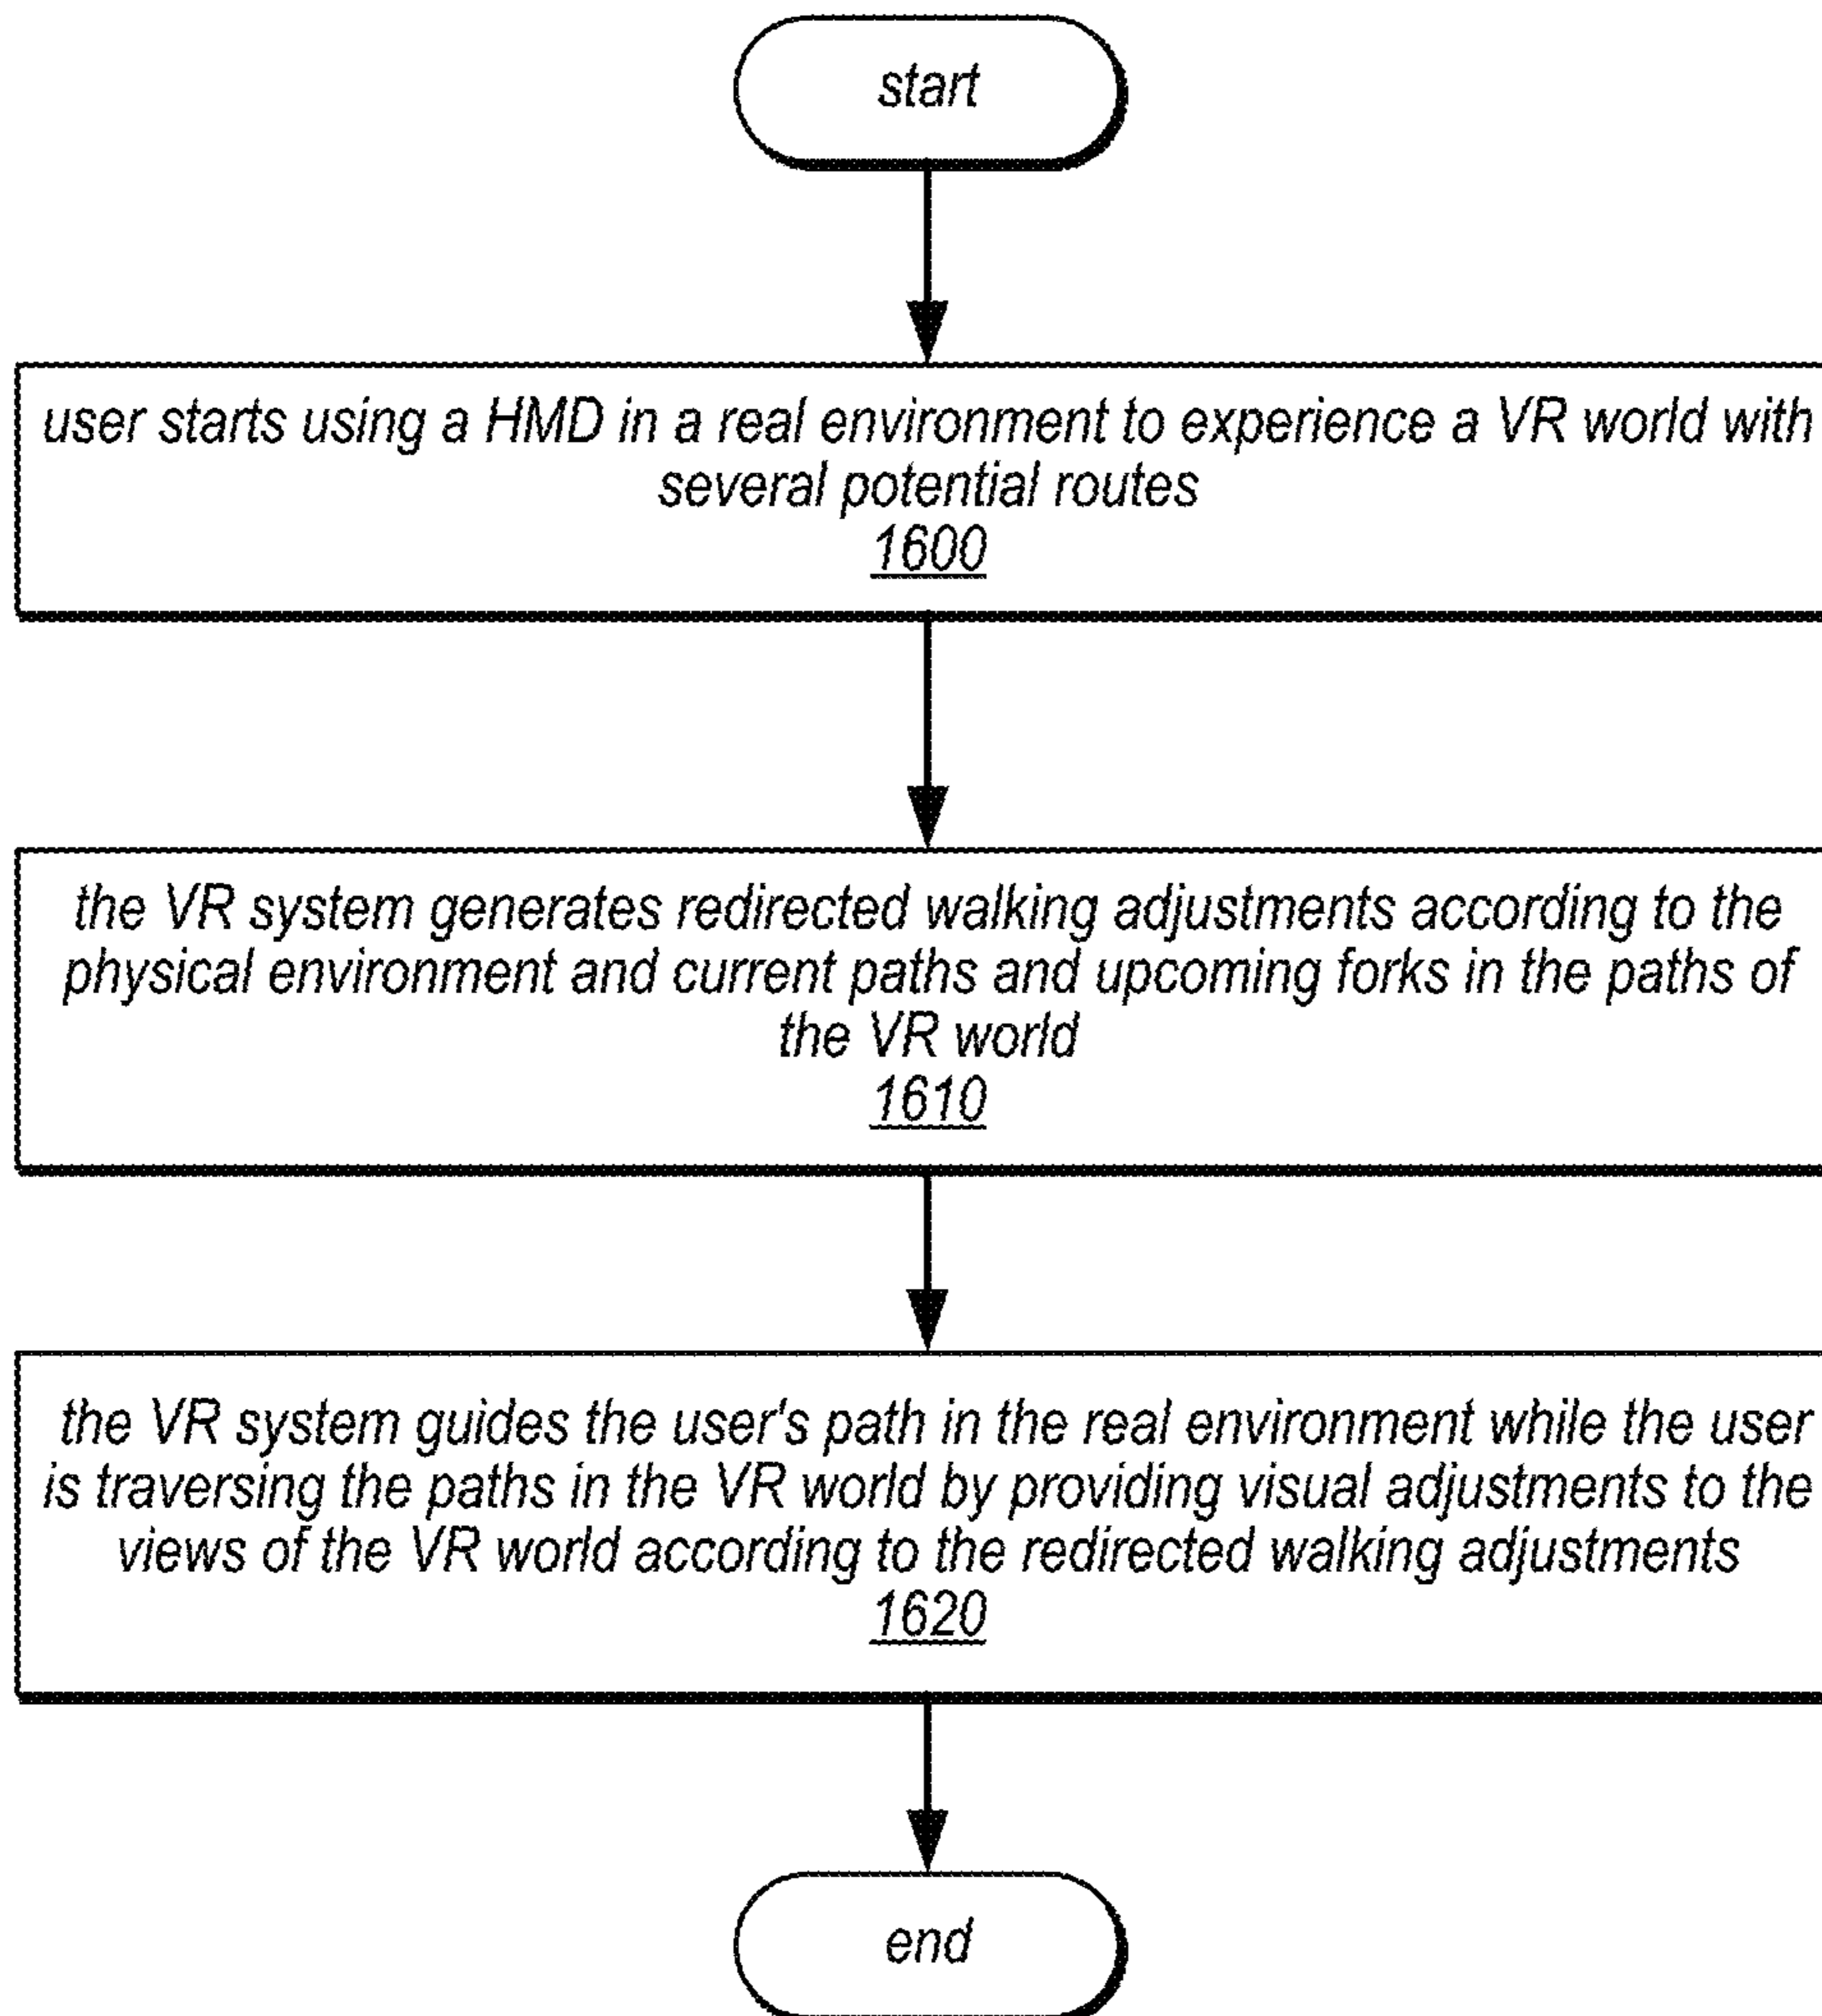 start
user starts using a HMD in a real environment to experience a VR world with
several potential routes
1600
the VR system generates redirected walking adjustments according to the
physical environment and current paths and upcoming forks in the paths of
the VR world
1610
the VR system guides the user's path in the real environment while the user
is traversing the paths in the VR world by providing visual adjustments to the
views of the VR world according to the redirected walking adjustments
1620
end